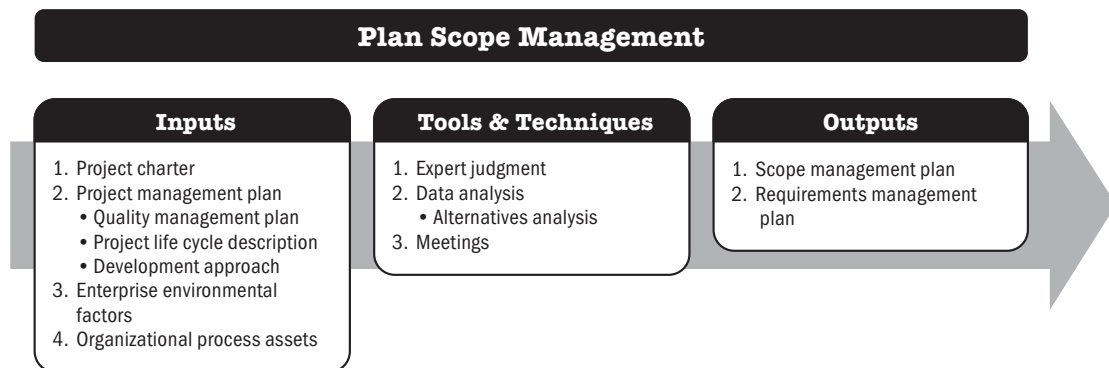 Plan Scope Management
Inputs
1. Project charter
2. Project management plan
• Quality management plan
• Project life cycle description
• Development approach
3. Enterprise environmental
factors
4. Organizational process assets
Tools & Techniques
1. Expert judgment
2. Data analysis
• Alternatives analysis
3. Meetings
Outputs
1. Scope management plan
2. Requirements management
plan